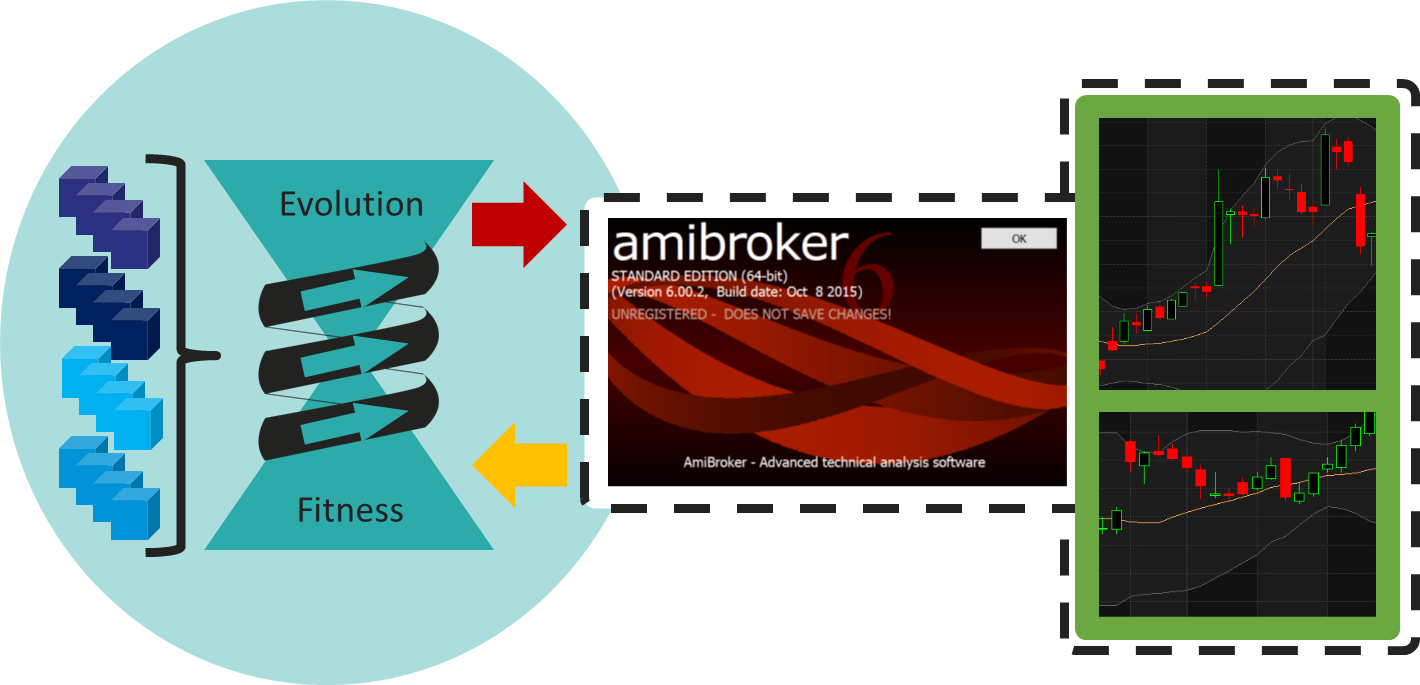 Evolution
Fitness
amibroker
6
OK
STANDARD EDITION (64-bit)
(Version 6.00.2, Build date: Oct 8 2015)
UNREGISTERED - DOES NOT SAVE CHANGES!
AmiBroker - Advanced technical analysis software